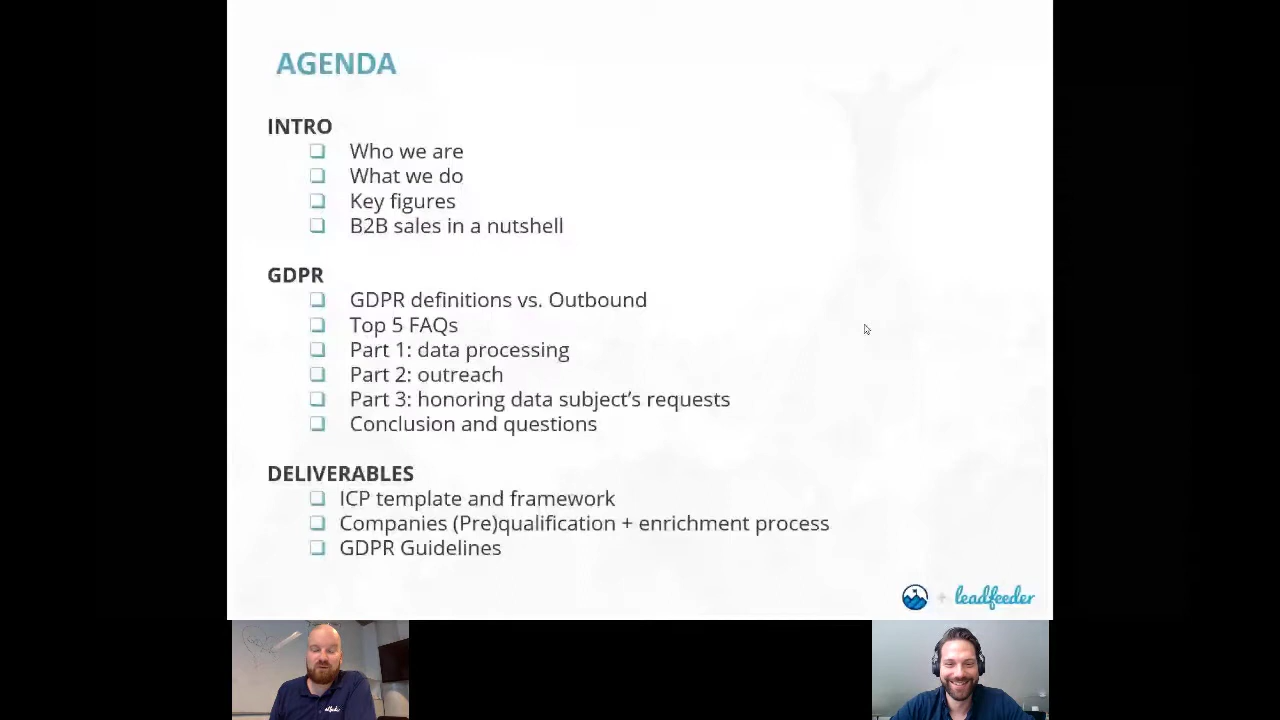 AGENDA
INTRO
Who we are
What we do
Key figures
B2B sales in a nutshell
GDPR
GDPR definitions vs. Outbound
Top 5 FAQs
Part 1: data processing
Part 2: outreach
Part 3: honoring data subject's requests
Conclusion and questions
DELIVERABLES
ICP template and framework
Companies (Pre)qualification + enrichment process
GDPR Guidelines
+ leadfeeder